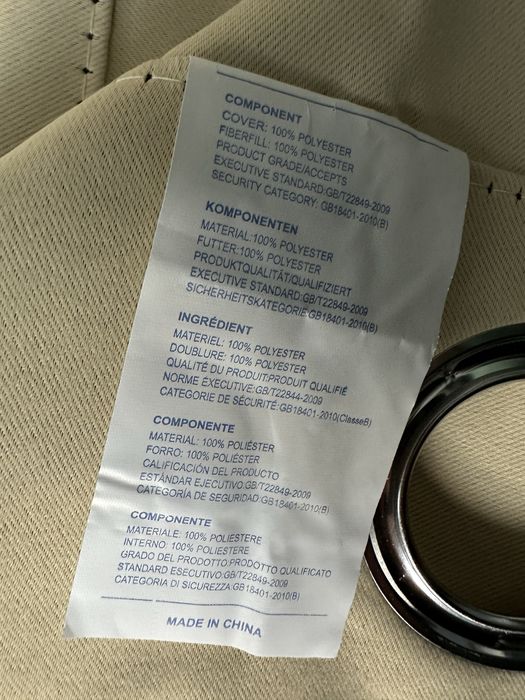 COMPONENT
COVER: 100% POLYESTER
FIBERFILL: 100% POLYESTER
PRODUCT GRADE/ACCEPTS
EXECUTIVE STANDARD:GB/T22849-2009
SECURITY CATEGORY: GB18401-2010(B)
KOMPONENTEN
MATERIAL:100% POLYESTER
FUTTER:100% POLYESTER
PRODUKTQUALITÄT/QUALIFIZIERT
EXECUTIVE STANDARD:GB/T22849-2009
SICHERHEITSKATEGORIE:GB18401-2010(B)
INGRÉDIENT
MATERIEL: 100% POLYESTER
DOUBLURE: 100% POLYESTER
QUALITÉ DU PRODUIT:PRODUIT QUALIFIÉ
NORME EXECUTIVE:GB/T22844-2009
CATEGORIE DE SÉCURITÉ:GB18401-2010(ClasseB)
COMPONENTE
MATERIAL: 100% POLIÉSTER
FORRO: 100% POLIÉSTER
CALIFICACIÓN DEL PRODUCTO
ESTÁNDAR EJECUTIVO:GB/T22849-2009
CATEGORÍA DE SEGURIDAD:GB18401-2010(B)
COMPONENTE
MATERIALE: 100% POLIESTERE
INTERNO: 100% POLIESTERE
GRADO DEL PRODOTTO:PRODOTTO QUALIFICATO
STANDARD ESECUTIVO:GB/T22849-2009
CATEGORIA DI SICUREZZA:GB18401-2010(B)
MADE IN CHINA